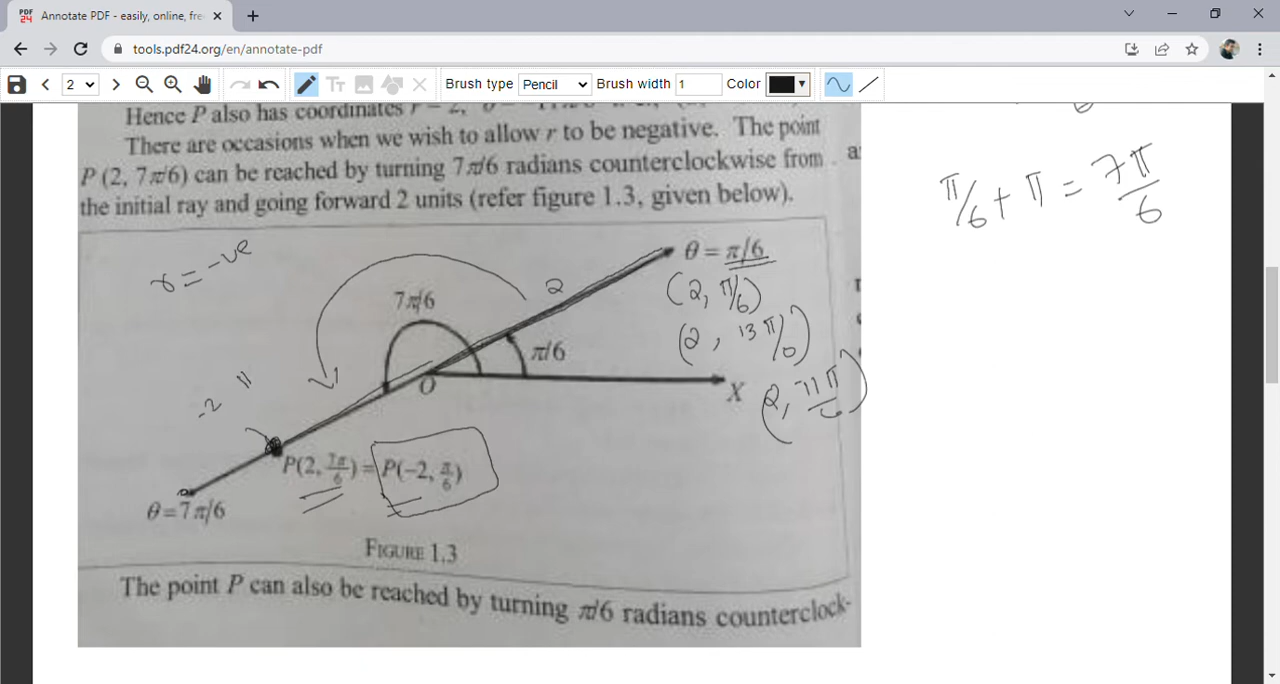 Annotate PDF - easily, online, fre
tools.pdf24.org/en/annotate-pdf
2 Brush type Pencil Brush width 1 Color
Hence P also has coordinates r = 2, θ =
There are occasions when we wish to allow r to be negative. The point
P (2, 7π/6) can be reached by turning 7π/6 radians counterclockwise from a
the initial ray and going forward 2 units (refer figure 1.3, given below).
π/6 + π = 7π/6
r = -ve
θ = π/6
2
(2, π/6)
7π/6
(2, 13π/
π/6
O
X
(2, -11π/
-2 π
P(2, 7π/6) = P(-2, π/6)
θ = 7π/6
FIGURE 1.3
The point P can also be reached by turning π/6 radians counterclock-